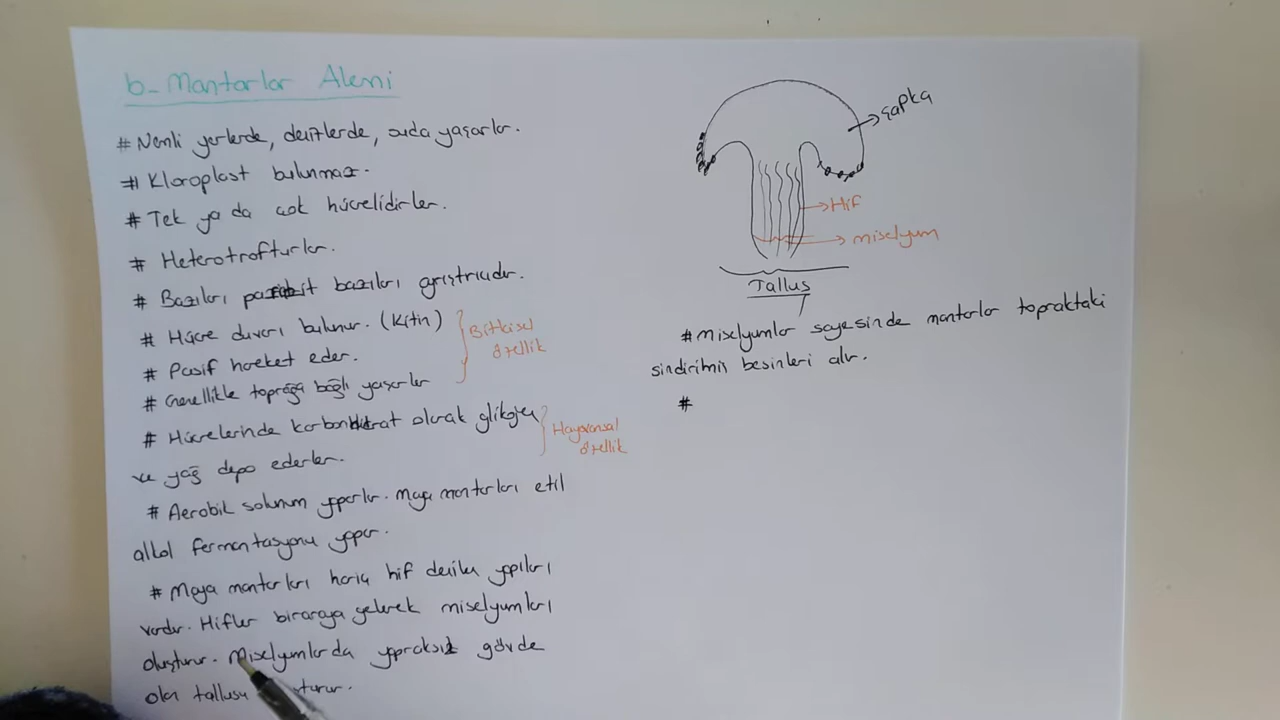 b- Mantarlar Alemi
# Nemli yerlerde, denizlerde, suda yaşarlar.
# Kloroplast bulunmaz.
# Tek ya da çok hücrelidirler.
# Heterotrofturlar.
# Bazıları parazit bazıları çürütücüdür.
# Hücre duvarı bulunur. (Kitin)
# Pasif hareket eder.
# Genellikle toprağa bağlı yaşarlar
Bitkisel
özellik
# Hücrelerinde karbonhidrat olarak glikojen
ve yağ depo ederler.
Hayvansal
özellik
# Aerobik solunum yaparlar. Maya mantarları etil
alkol fermentasyonu yapar.
# Maya mantarları hariç hif denilen yapıları
vardır. Hifler biraraya gelerek miselyumları
oluşturur. Miselyumlarda yapraksız gövde
olan tallusu
şapka
Hif
miselyum
Tallus
# Miselyumlar sayesinde mantarlar topraktaki
sindirilmiş besinleri alır.
#